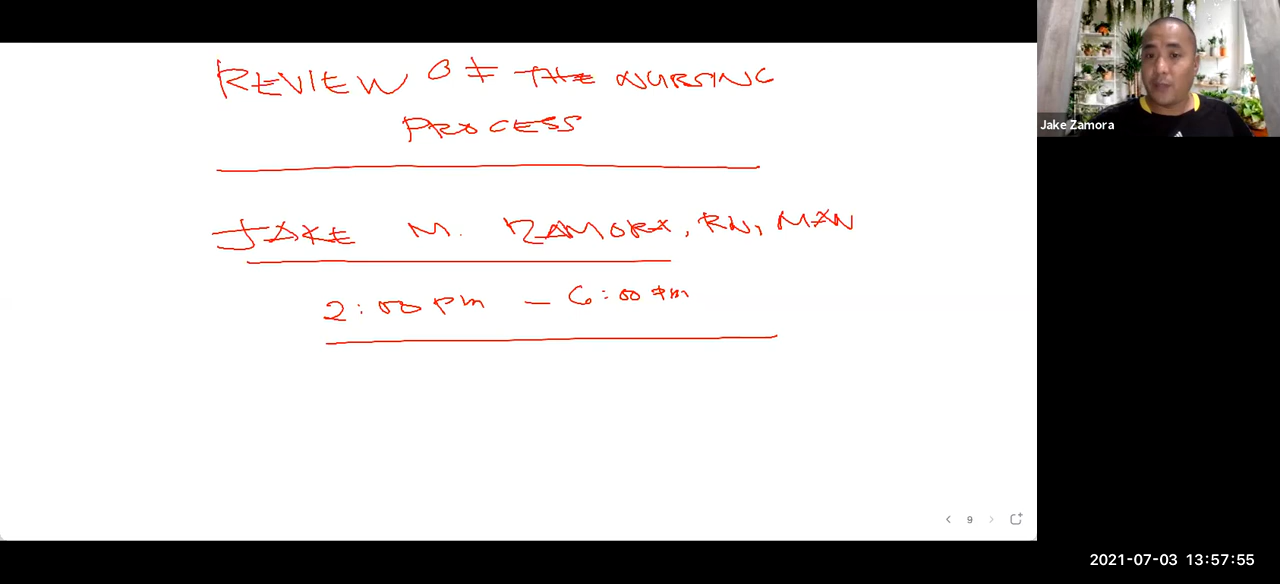 REVIEW OF THE NURSING
PROCESS
JAKE M. ZAMORA, RN, MAN
2:00 PM - 6:00 PM
Jake Zamora
9
2021-07-03 13:57:55